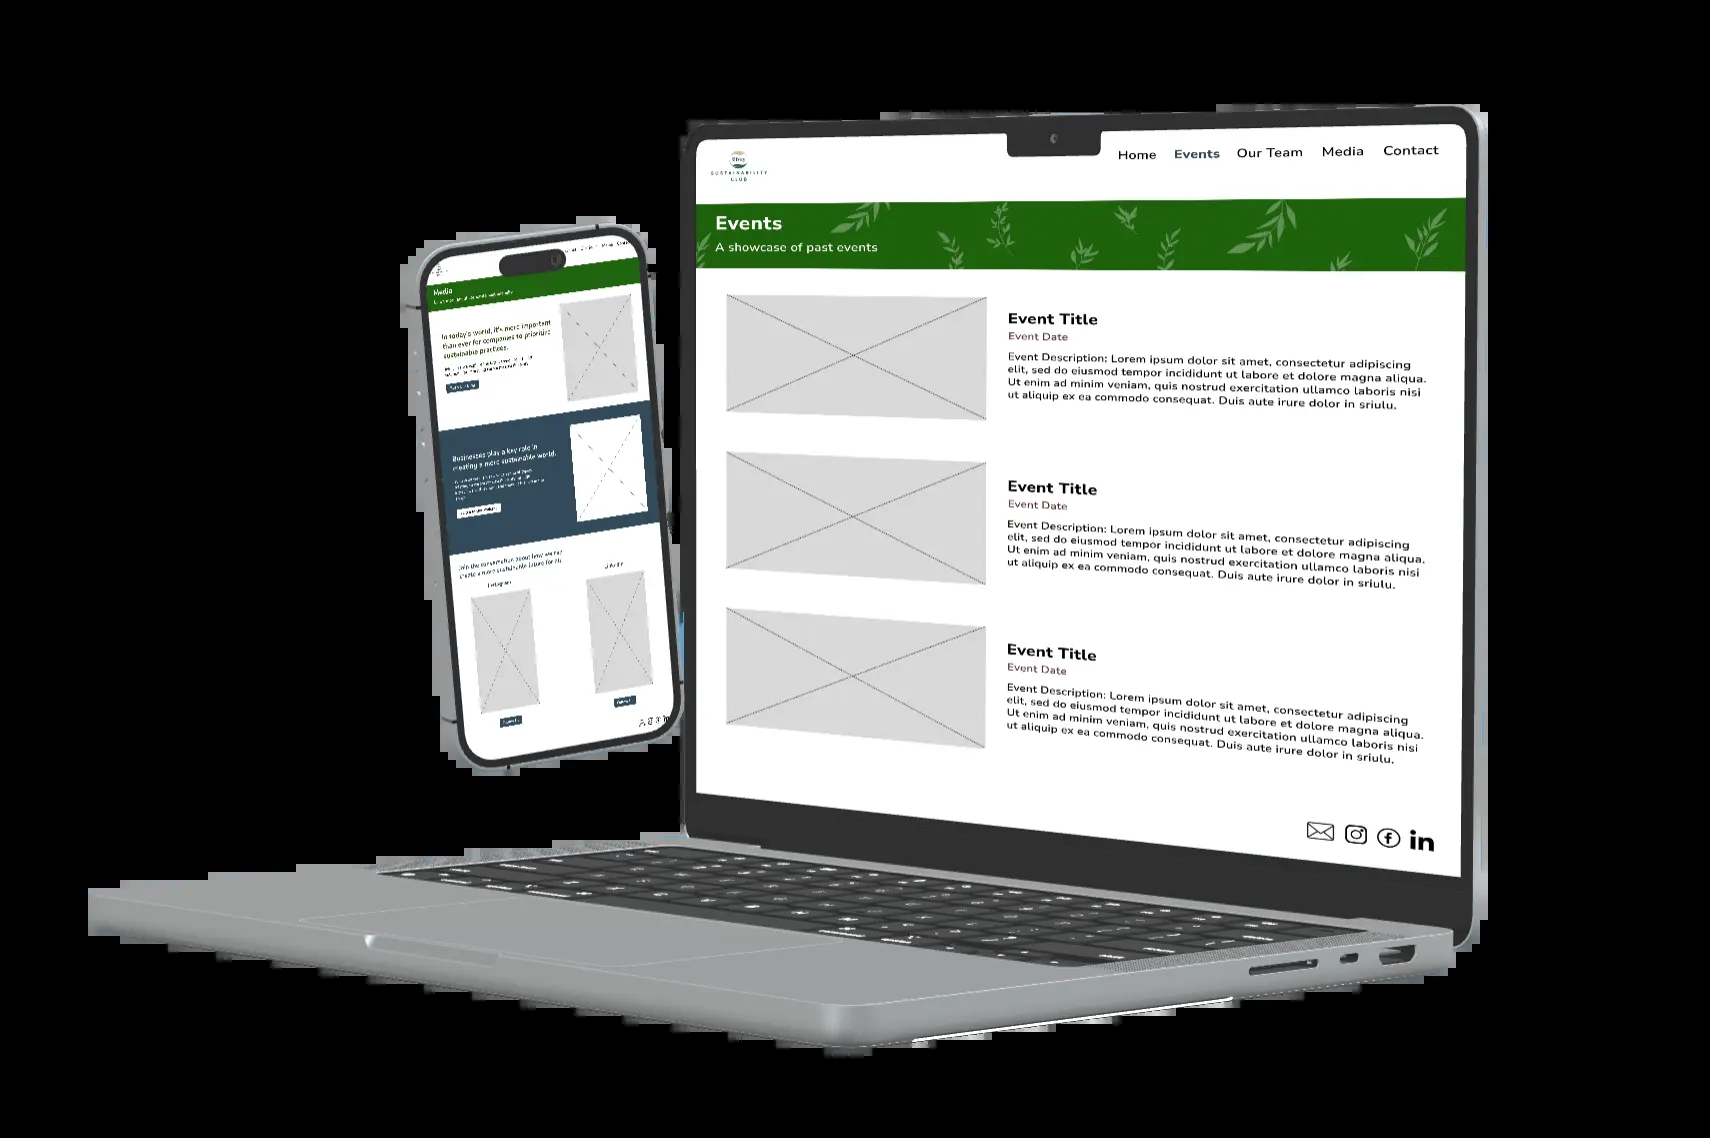 SUSTAINABILITY
CLUB
Home Events Our Team Media Contact
Events
A showcase of past events
Event Title
Event Date
Event Description: Lorem ipsum dolor sit amet, consectetur adipiscing
elit, sed do eiusmod tempor incididunt ut labore et dolore magna aliqua.
Ut enim ad minim veniam, quis nostrud exercitation ullamco laboris nisi
ut aliquip ex ea commodo consequat. Duis aute irure dolor in sriulu.
Event Title
Event Date
Event Description: Lorem ipsum dolor sit amet, consectetur adipiscing
elit, sed do eiusmod tempor incididunt ut labore et dolore magna aliqua.
Ut enim ad minim veniam, quis nostrud exercitation ullamco laboris nisi
ut aliquip ex ea commodo consequat. Duis aute irure dolor in sriulu.
Event Title
Event Date
Event Description: Lorem ipsum dolor sit amet, consectetur adipiscing
elit, sed do eiusmod tempor incididunt ut labore et dolore magna aliqua.
Ut enim ad minim veniam, quis nostrud exercitation ullamco laboris nisi
ut aliquip ex ea commodo consequat. Duis aute irure dolor in sriulu.
in
Media
In today's world, it's more important
than ever for companies to prioritize
sustainable practices.
Businesses play a key role in
creating a more sustainable world.
Join the conversation about how we can
create a more sustainable future for all
Instagram
LinkedIn